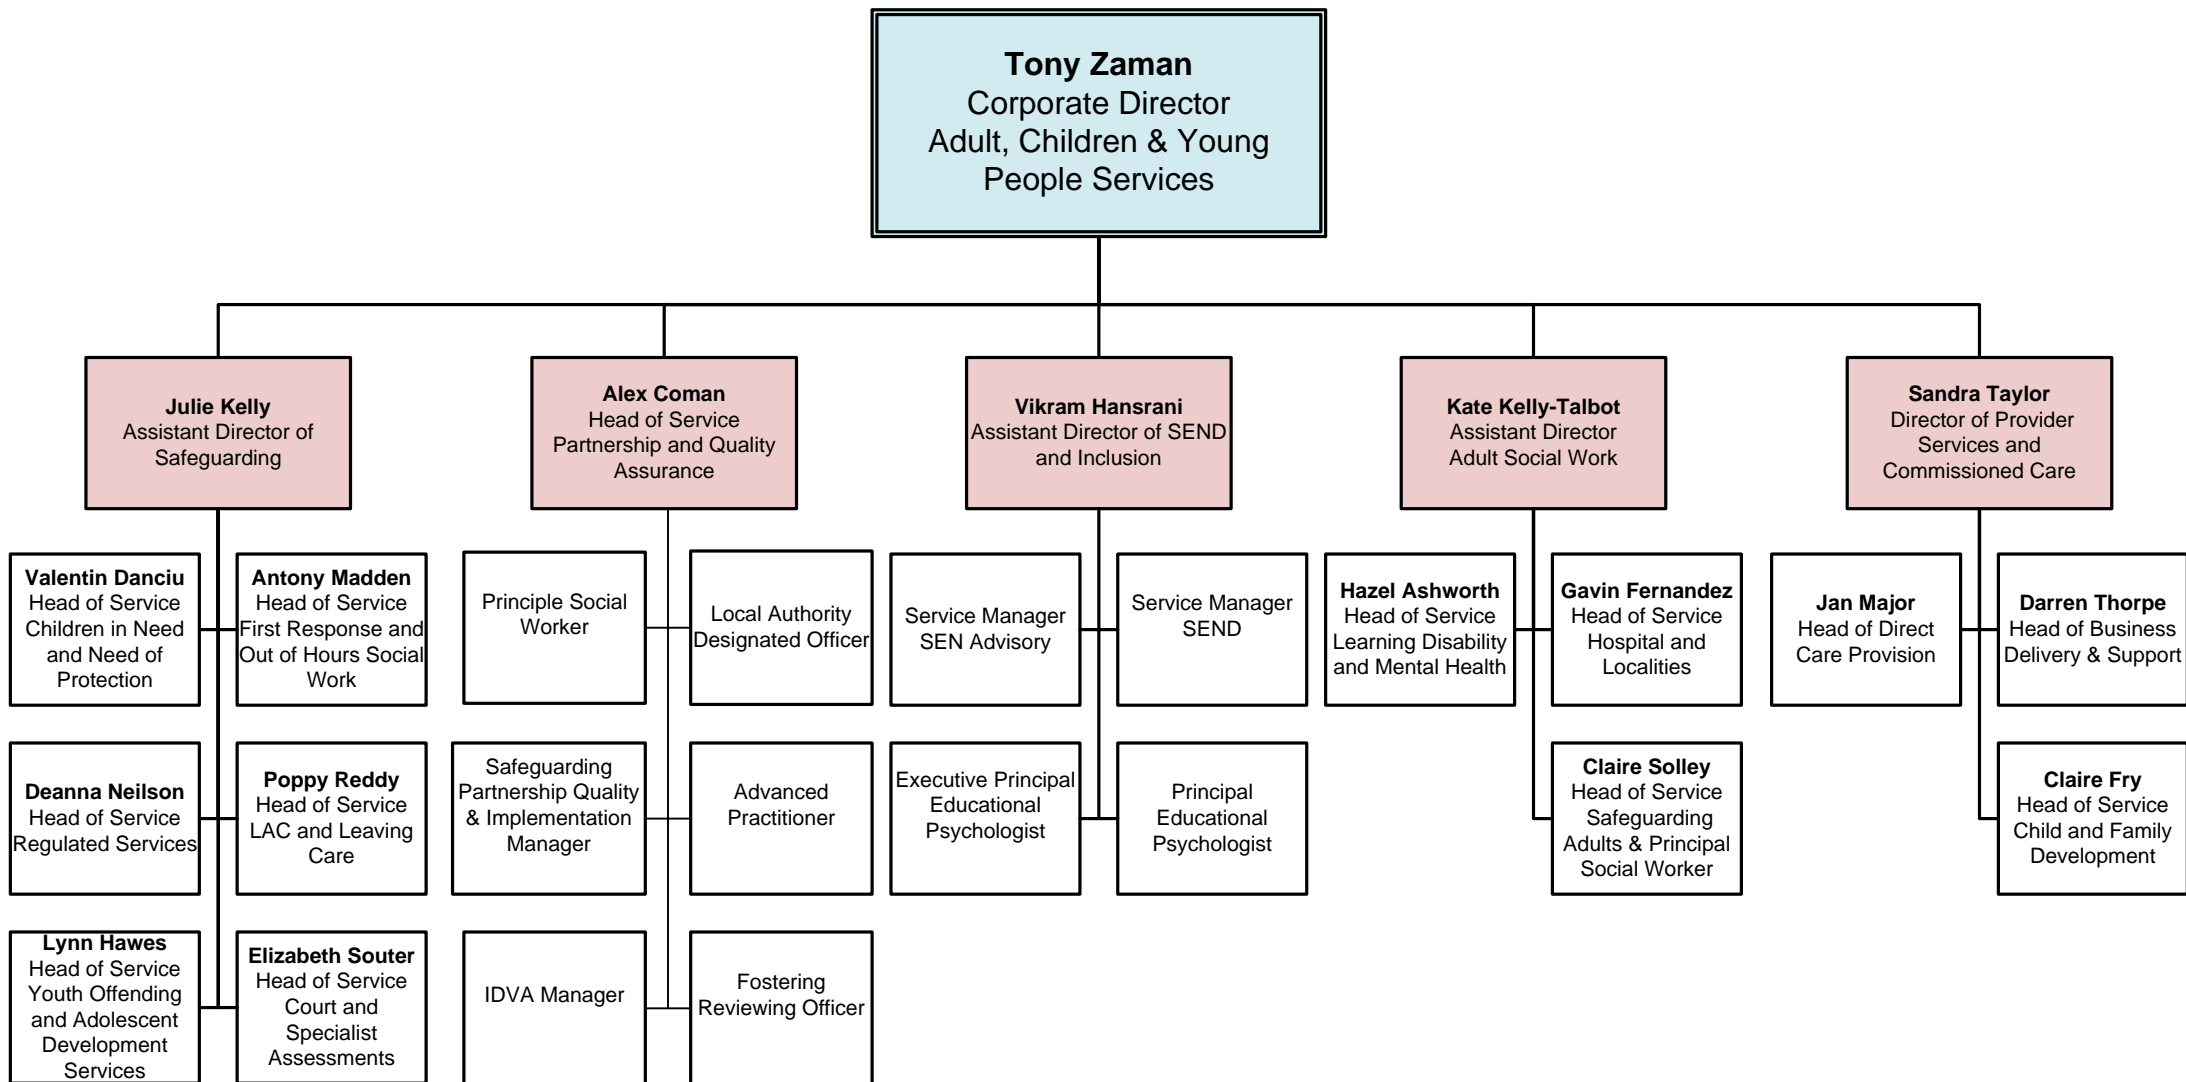 Tony Zaman
Corporate Director
Adult, Children & Young
People Services
Julie Kelly
Assistant Director of
Safeguarding
Alex Coman
Head of Service
Partnership and Quality
Assurance
Vikram Hansrani
Assistant Director of SEND
and Inclusion
Kate Kelly-Talbot
Assistant Director
Adult Social Work
Sandra Taylor
Director of Provider
Services and
Commissioned Care
Valentin Danciu
Head of Service
Children in Need
and Need of
Protection
Antony Madden
Head of Service
First Response and
Out of Hours Social
Work
Principle Social
Worker
Local Authority
Designated Officer
Service Manager
SEN Advisory
Service Manager
SEND
Hazel Ashworth
Head of Service
Learning Disability
and Mental Health
Gavin Fernandez
Head of Service
Hospital and
Localities
Jan Major
Head of Direct
Care Provision
Darren Thorpe
Head of Business
Delivery & Support
Deanna Neilson
Head of Service
Regulated Services
Poppy Reddy
Head of Service
LAC and Leaving
Care
Safeguarding
Partnership Quality
& Implementation
Manager
Advanced
Practitioner
Executive Principal
Educational
Psychologist
Principal
Educational
Psychologist
Claire Solley
Head of Service
Safeguarding
Adults & Principal
Social Worker
Claire Fry
Head of Service
Child and Family
Development
Lynn Hawes
Head of Service
Youth Offending
and Adolescent
Development
Services
Elizabeth Souter
Head of Service
Court and
Specialist
Assessments
IDVA Manager
Fostering
Reviewing Officer